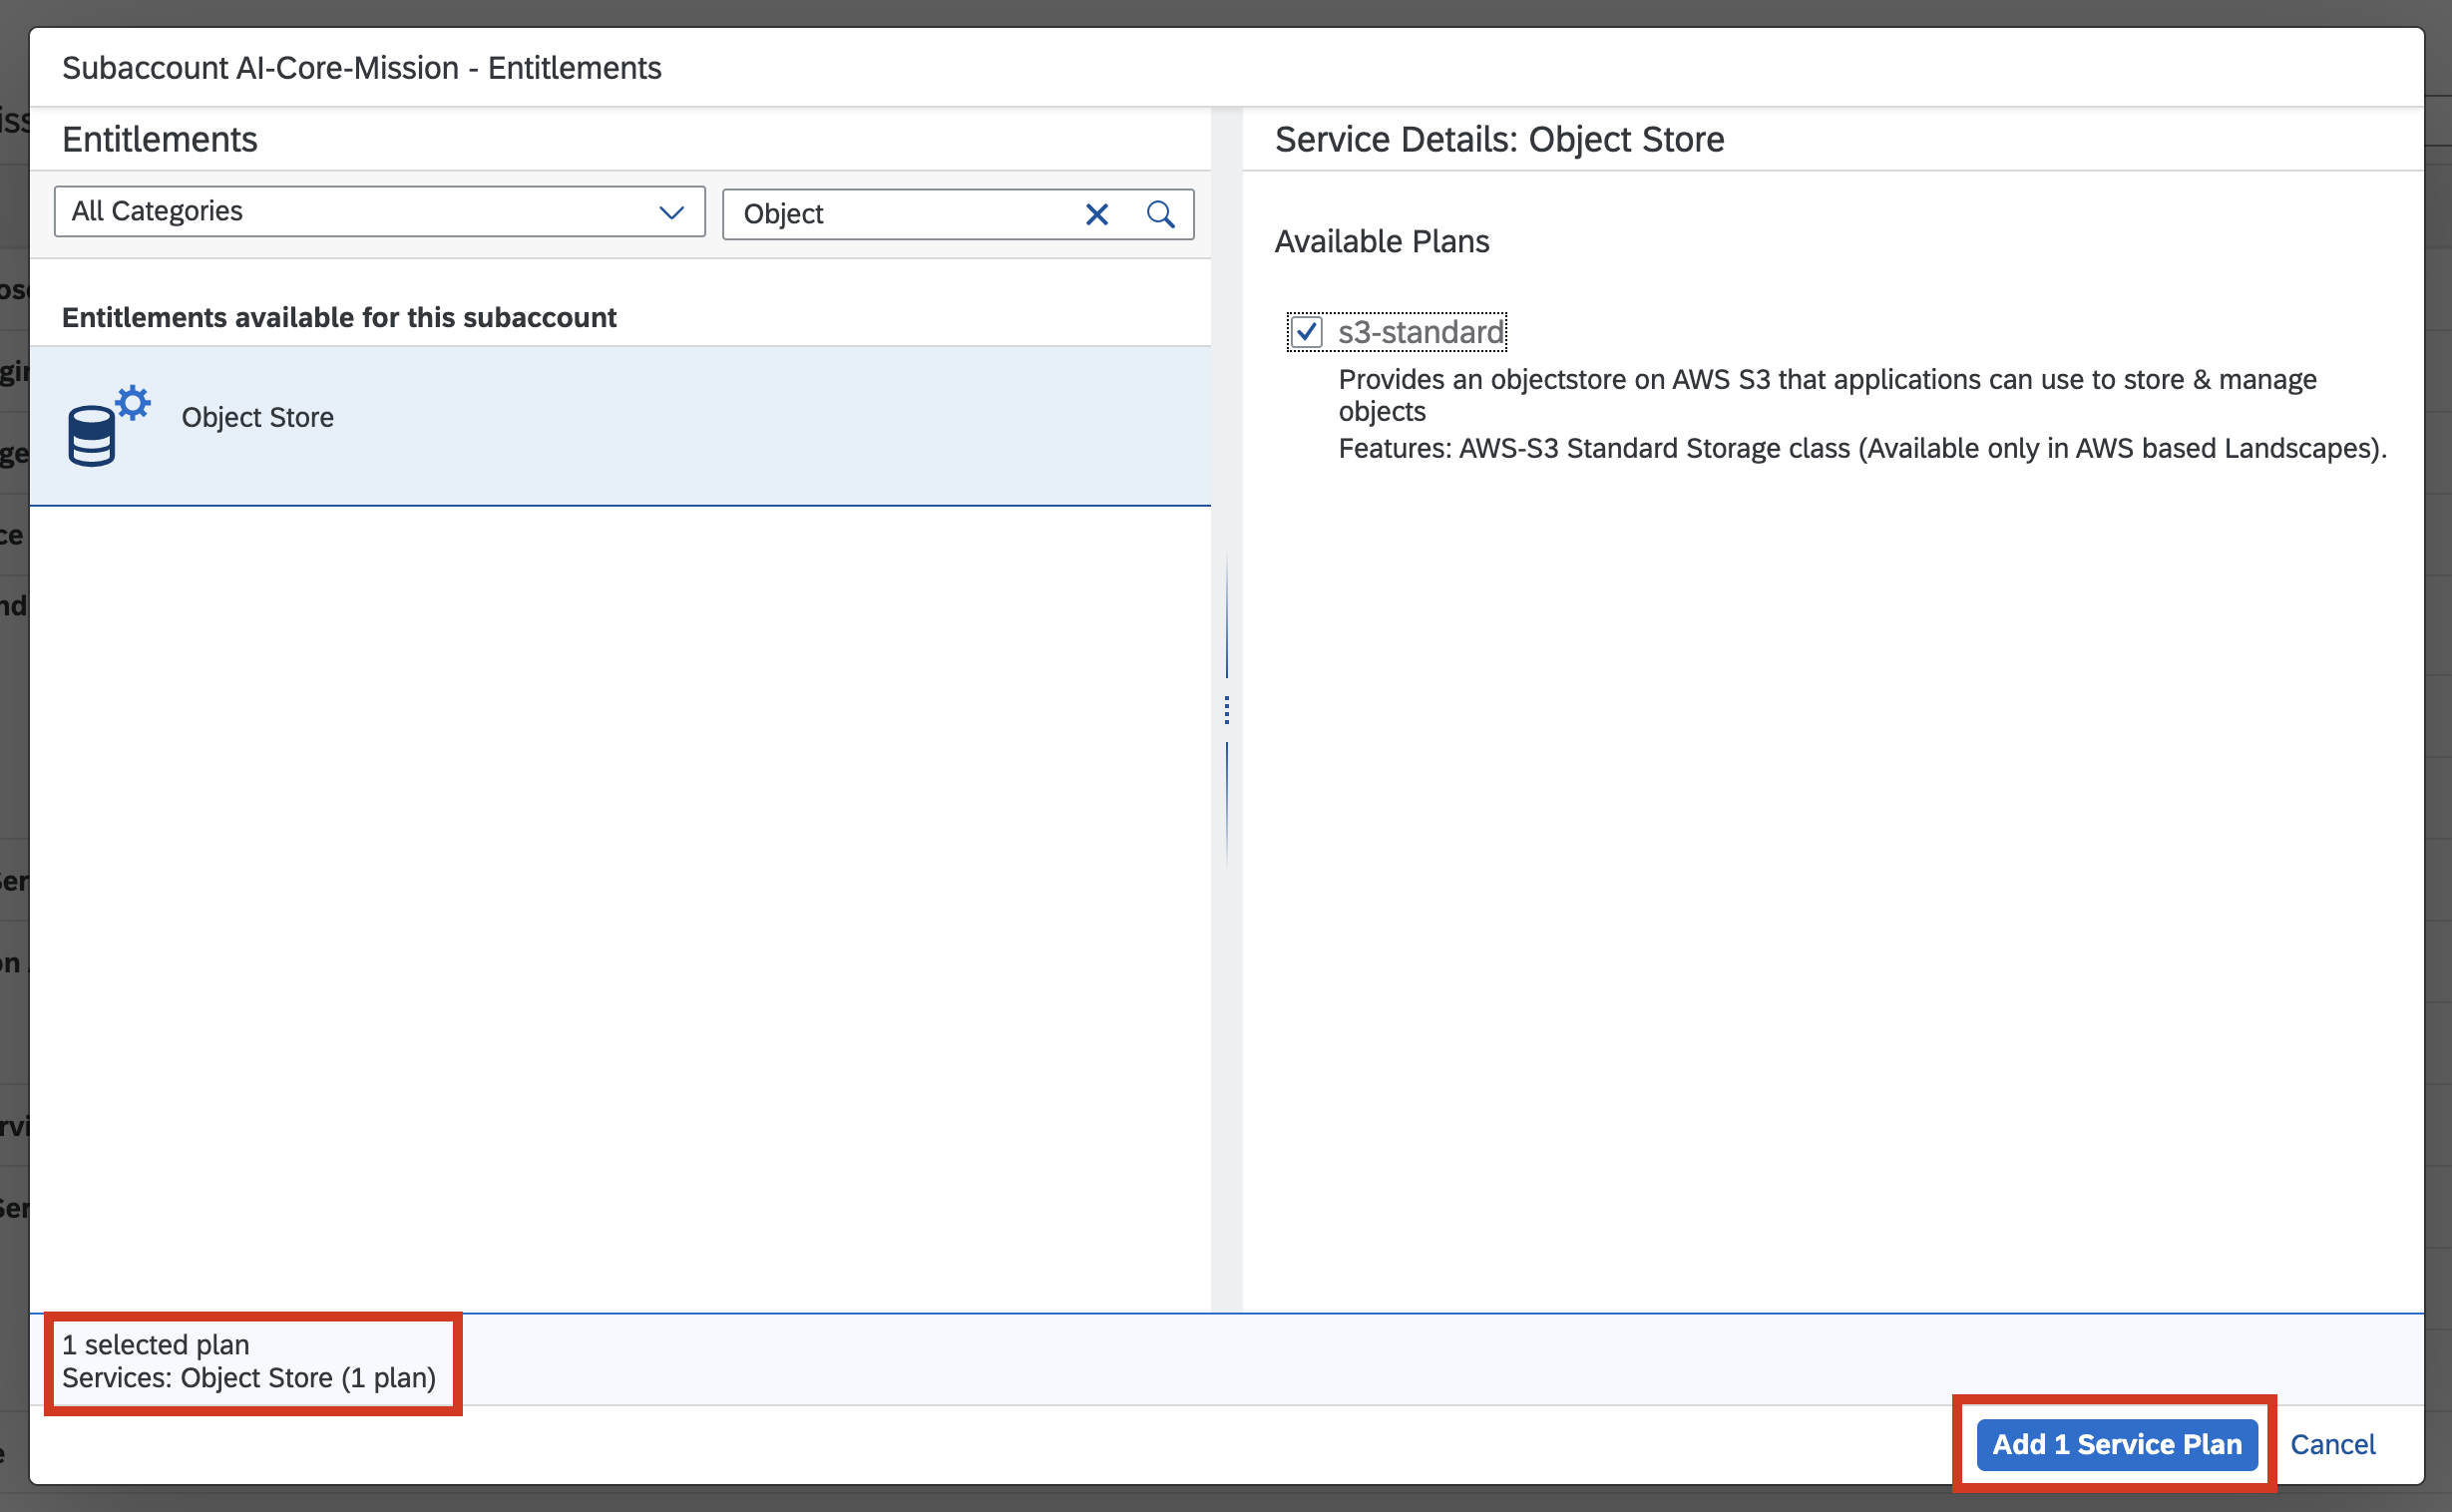 Subaccount AI-Core-Mission - Entitlements
Entitlements
All Categories
Object
Entitlements available for this subaccount
Object Store
Service Details: Object Store
Available Plans
s3-standard
Provides an objectstore on AWS S3 that applications can use to store & manage
objects
Features: AWS-S3 Standard Storage class (Available only in AWS based Landscapes).
1 selected plan
Services: Object Store (1 plan)
Add 1 Service Plan
Cancel